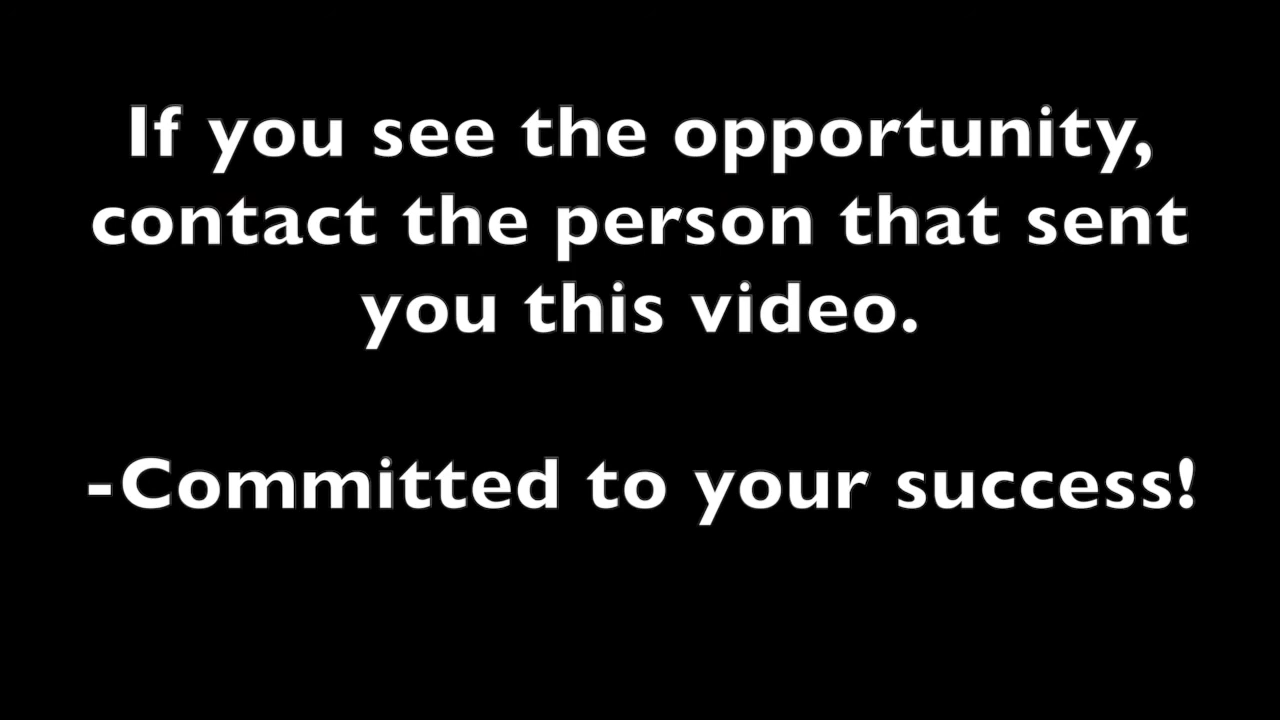 If you see the opportunity,
contact the person that sent
you this video.
-Committed to your success!